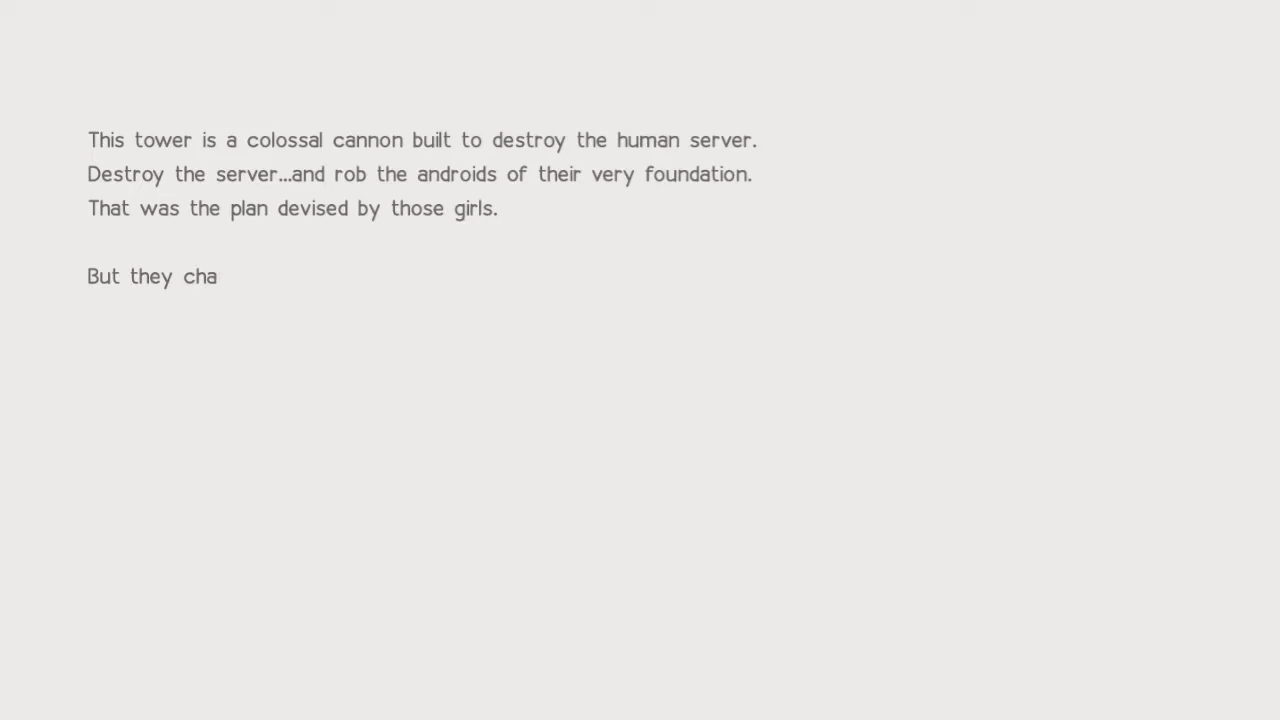 This tower is a colossal cannon built to destroy the human server.
Destroy the server...and rob the androids of their very foundation.
That was the plan devised by those girls.
But they cha